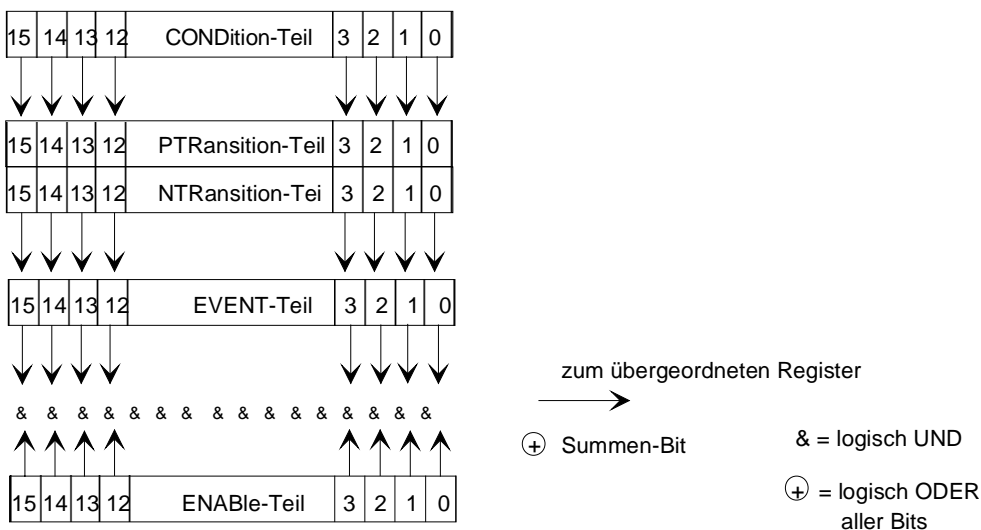 15 14 13 12 CONDition-Teil 3 2 1 0
15 14 13 12 PTRansition-Teil 3 2 1 0
15 14 13 12 NTRansition-Tei 3 2 1 0
15 14 13 12 EVENT-Teil 3 2 1 0
zum übergeordneten Register
& & & & & & & & & & & & & & & &
+ Summen-Bit
& = logisch UND
15 14 13 12 ENABle-Teil 3 2 1 0
+ = logisch ODER
aller Bits